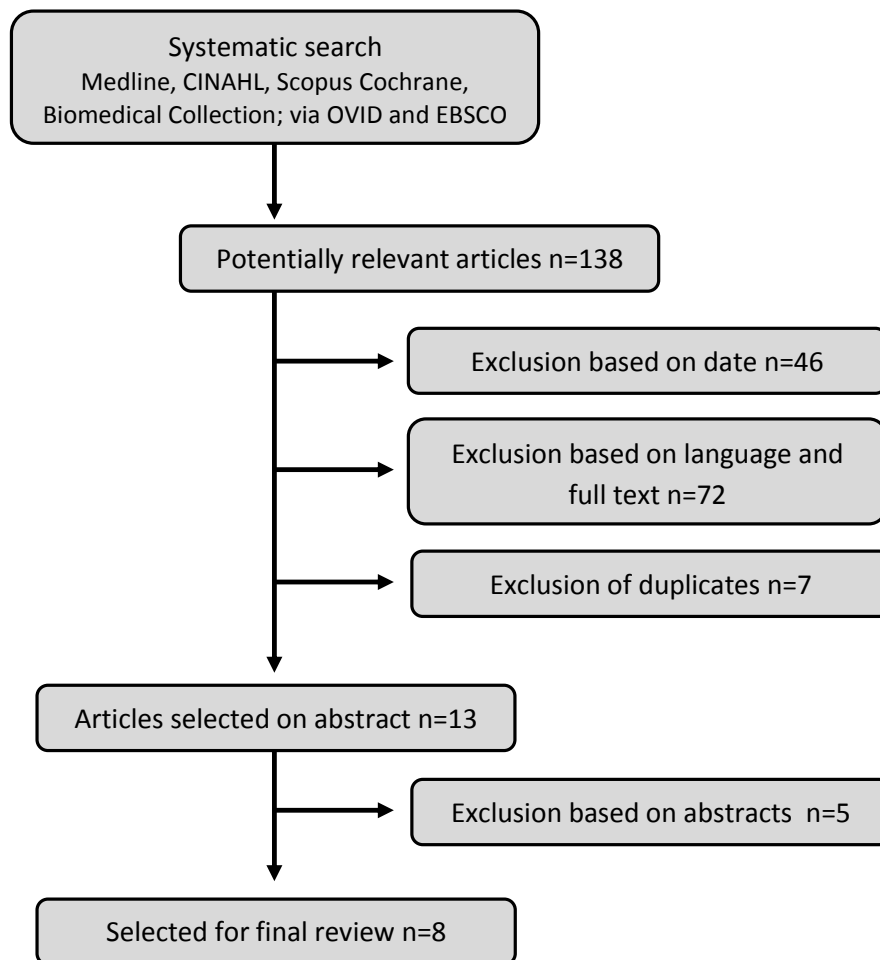 Systematic search
Medline, CINAHL, Scopus Cochrane,
Biomedical Collection; via OVID and EBSCO
Potentially relevant articles n=138
Exclusion based on date n=46
Exclusion based on language and
full text n=72
Exclusion of duplicates n=7
Articles selected on abstract n=13
Exclusion based on abstracts  n=5
Selected for final review n=8